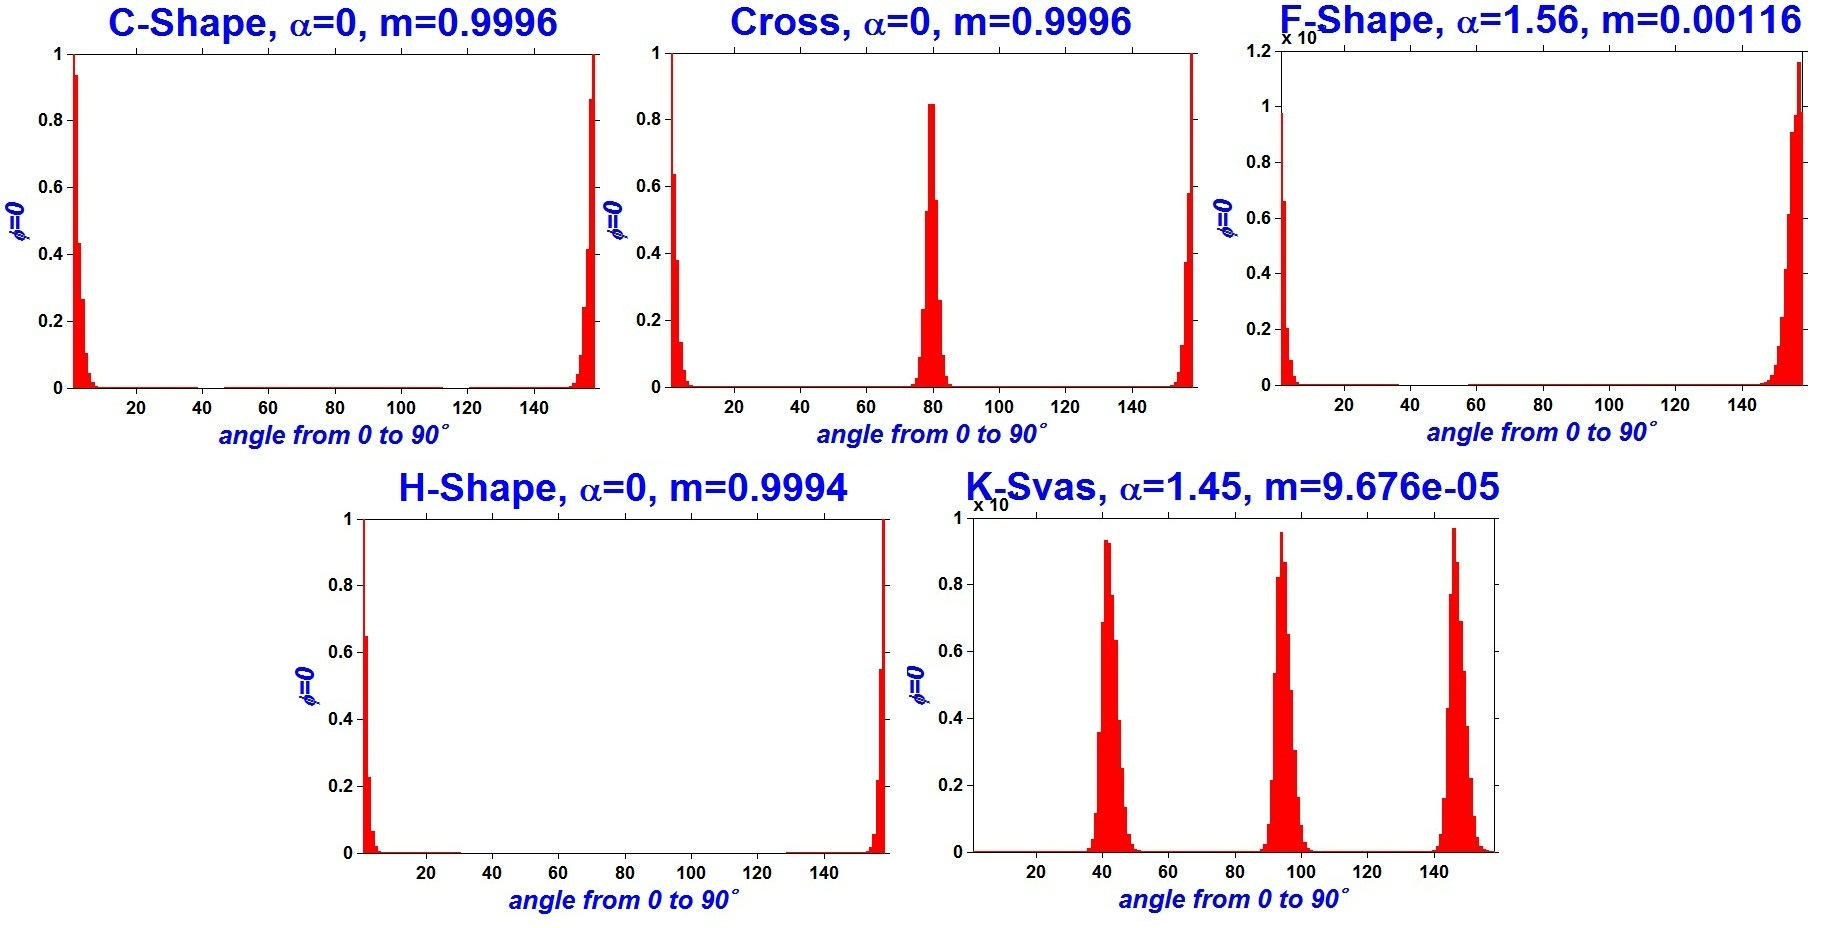 C-Shape, α=0, m=0.9996
1
0.8
0.6
0.4
0.2
0
ϕ=0
20 40 60 80 100 120 140
angle from 0 to 90°
Cross, α=0, m=0.9996
1
0.8
0.6
0.4
0.2
0
ϕ=0
20 40 60 80 100 120 140
angle from 0 to 90°
F-Shape, α=1.56, m=0.00116
x 10
1.2
1
0.8
0.6
0.4
0.2
0
ϕ=0
20 40 60 80 100 120 140
angle from 0 to 90°
H-Shape, α=0, m=0.9994
1
0.8
0.6
0.4
0.2
0
ϕ=0
20 40 60 80 100 120 140
angle from 0 to 90°
K-Svas, α=1.45, m=9.676e-05
x 10
1
0.8
0.6
0.4
0.2
0
ϕ=0
20 40 60 80 100 120 140
angle from 0 to 90°